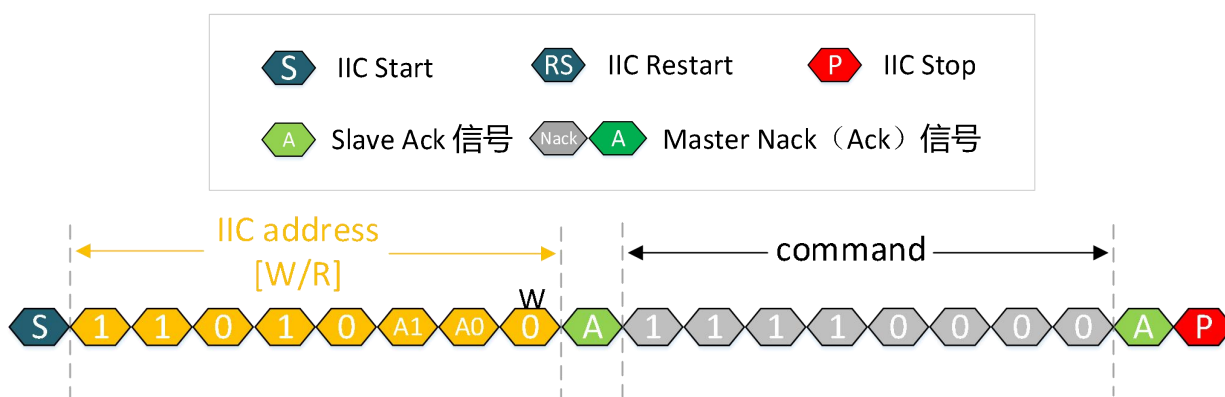 S IIC Start RS IIC Restart P IIC Stop
A Slave Ack 信号 Nack A Master Nack（Ack）信号
IIC address
[W/R]
command
W
S 1 1 0 1 0 A1 A0 0 A 1 1 1 1 0 0 0 0 A P